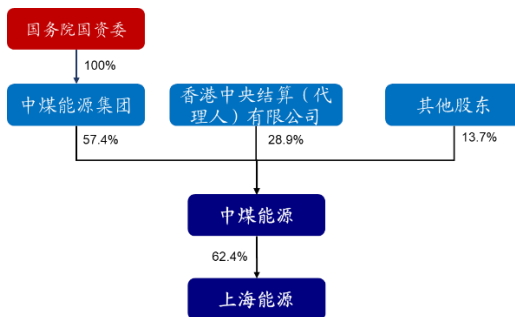 国务院国资委
100%
中煤能源集团
香港中央结算（代
理人）有限公司
其他股东
57.4%
28.9%
13.7%
中煤能源
62.4%
上海能源